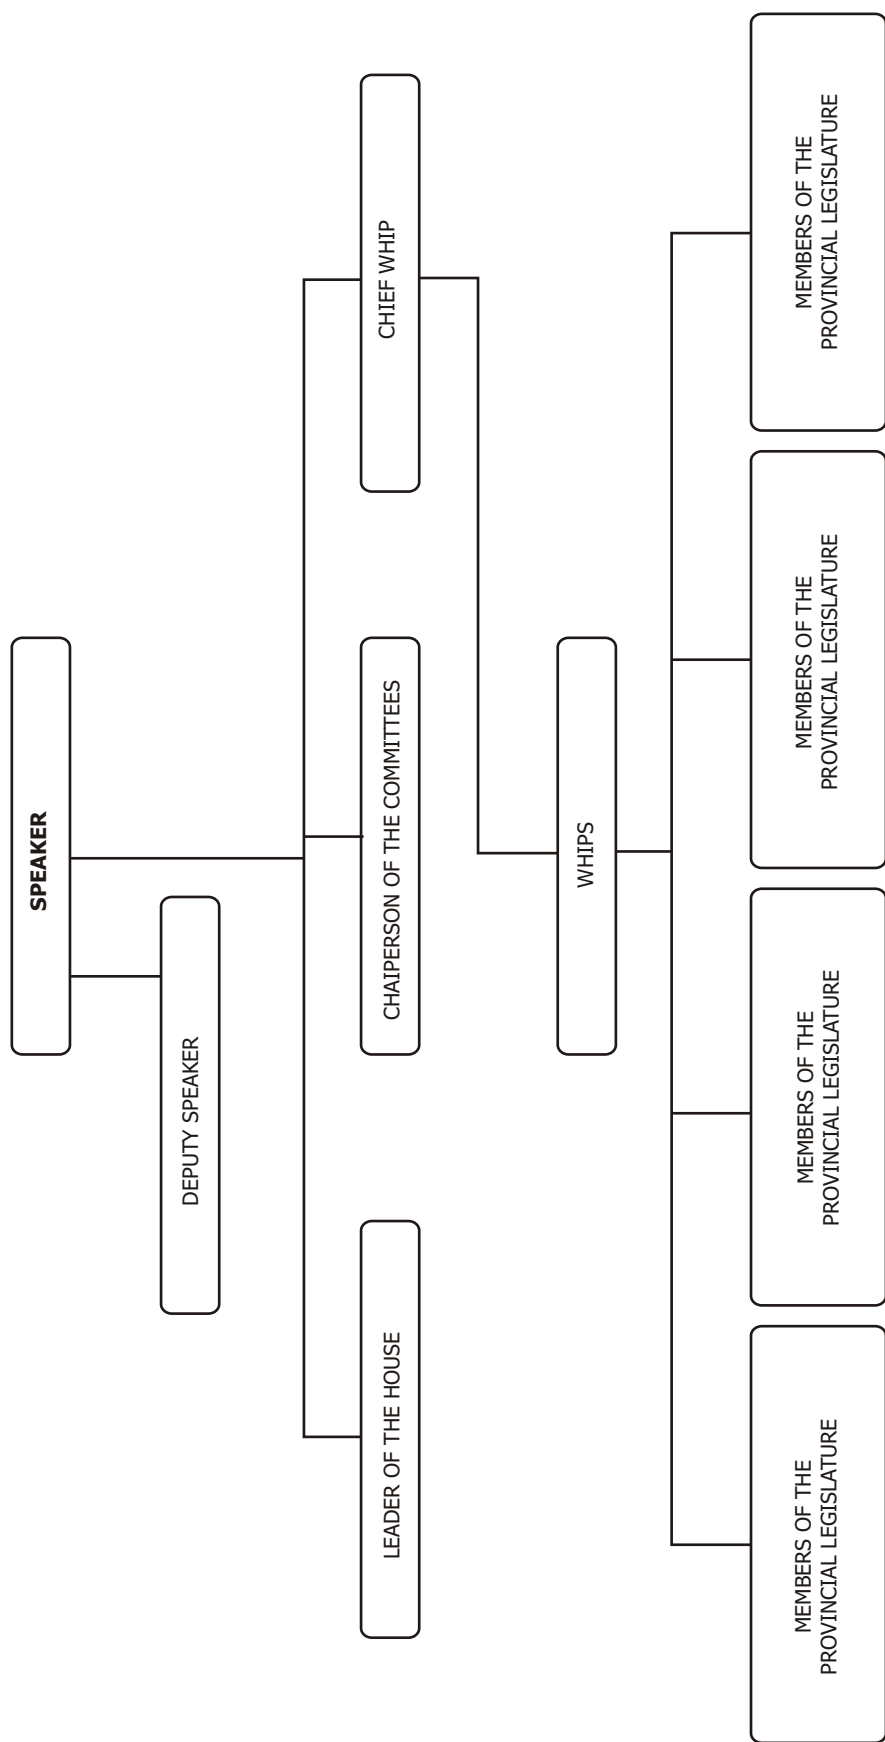 SPEAKER
DEPUTY SPEAKER
LEADER OF THE HOUSE
CHAIPERSON OF THE COMMITTEES
CHIEF WHIP
WHIPS
MEMBERS OF THE
PROVINCIAL LEGISLATURE
MEMBERS OF THE
PROVINCIAL LEGISLATURE
MEMBERS OF THE
PROVINCIAL LEGISLATURE
MEMBERS OF THE
PROVINCIAL LEGISLATURE